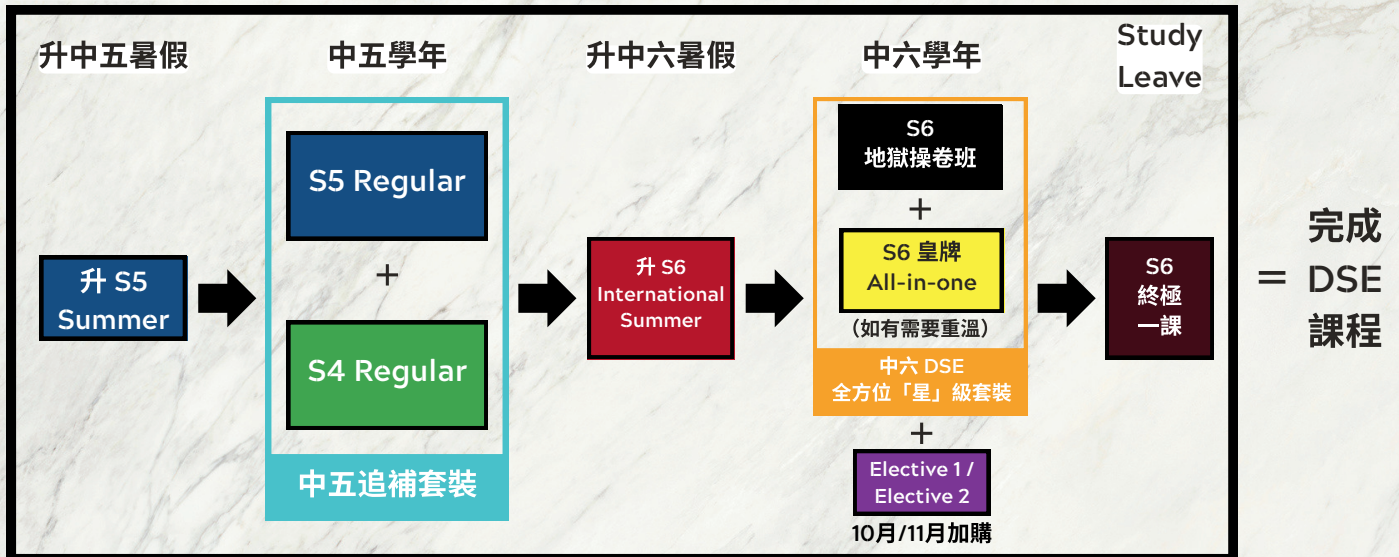 升中五暑假
中五學年
升中六暑假
中六學年
Study
Leave
升 S5
Summer
S5 Regular
+
S4 Regular
中五追補套裝
升 S6
International
Summer
S6
地獄操卷班
+
S6 皇牌
All-in-one
(如有需要重溫)
中六 DSE
全方位「星」級套裝
+
Elective 1 /
Elective 2
10月/11月加購
S6
終極
一課
=
完成
DSE
課程